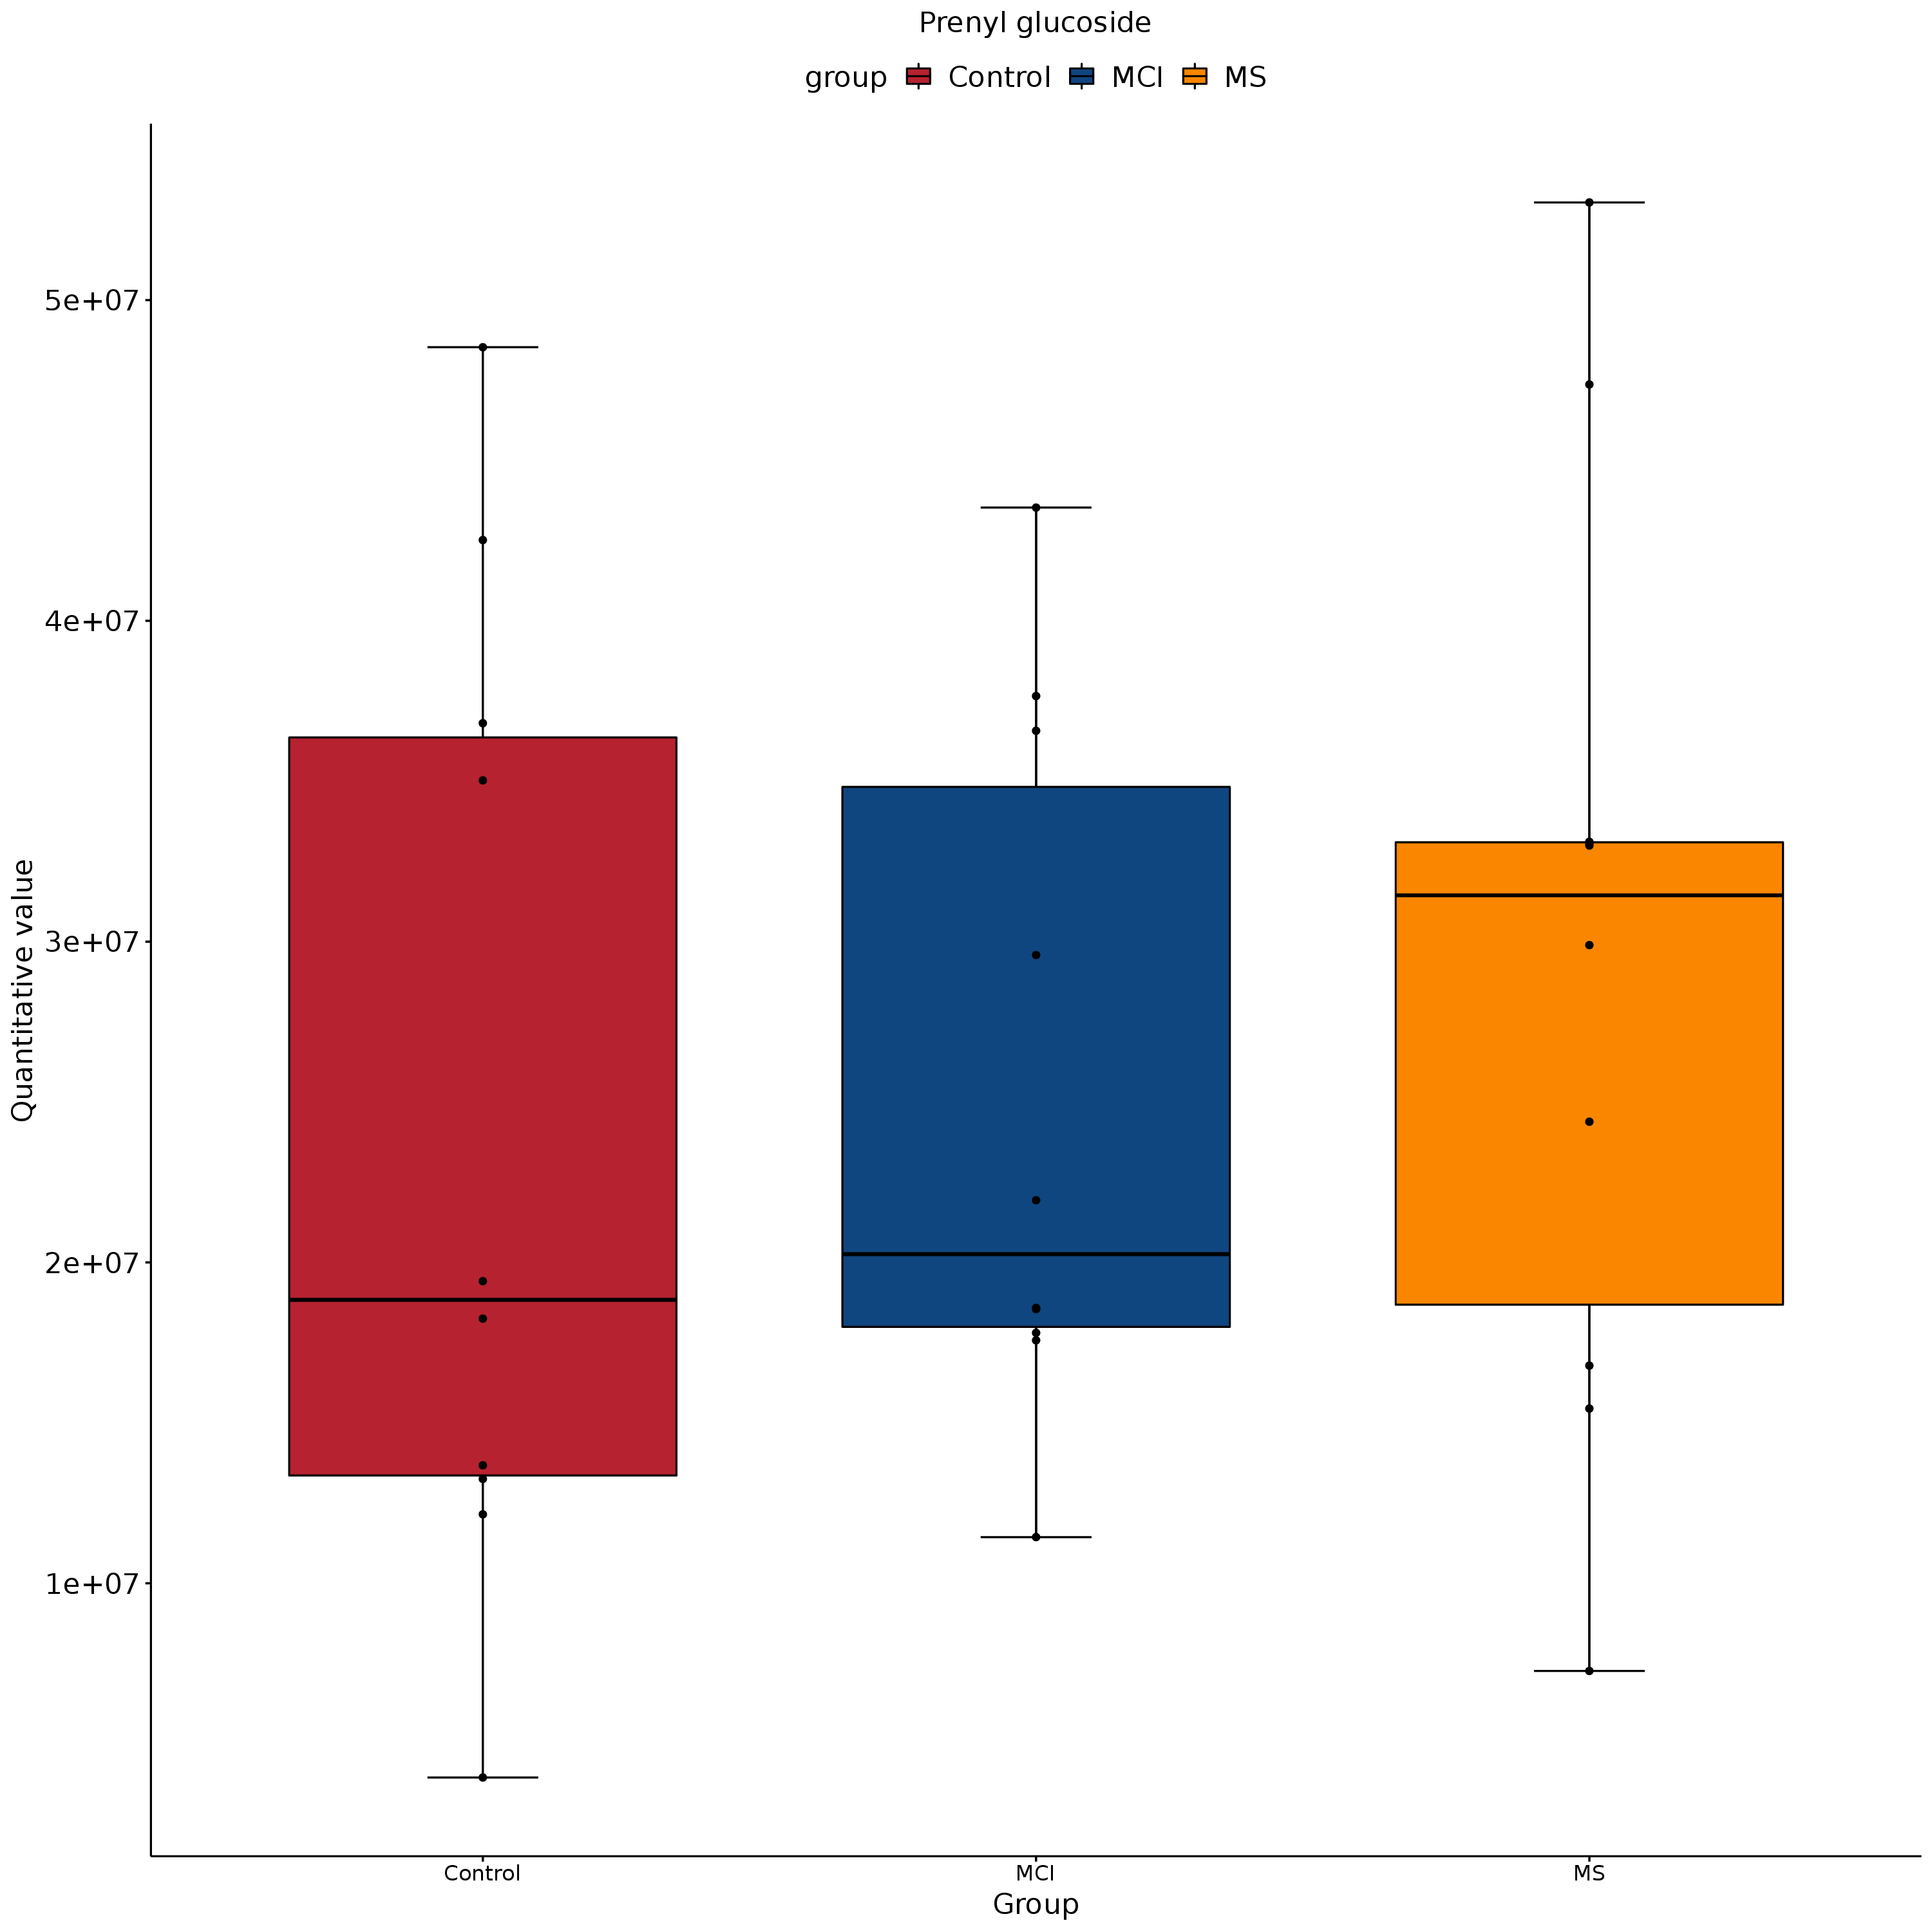 Prenyl glucoside
group Control MCI MS
Quantitative value
5e+07
4e+07
3e+07
2e+07
1e+07
Control MCI MS
Group